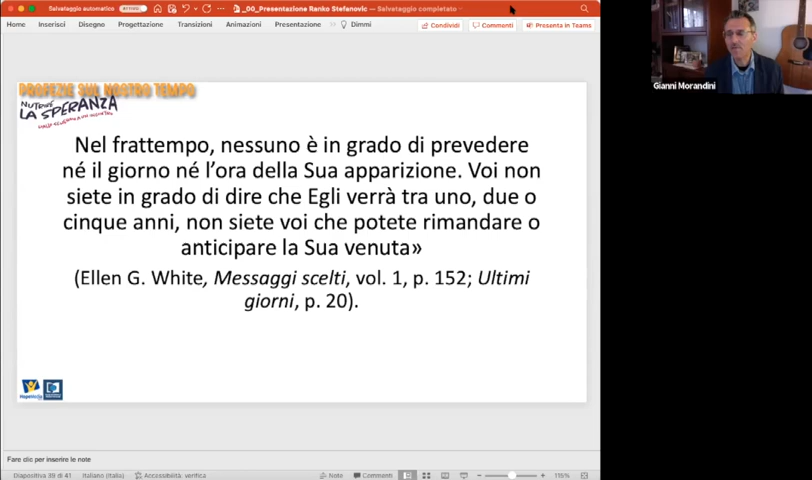 Salvataggio automatico
_0G_Presentazione Ranko Stefanovic — Salvataggio completato
Home Inserisci Disegno Progettazione Transizioni Animazioni Presentazione Dimmi
Condividi Commenti Presenta in Teams
Gianni Morandini
PROFEZIE SUL NOSTRO TEMPO
NUTRIRE
LA SPERANZA
Nel frattempo, nessuno è in grado di prevedere
né il giorno né l’ora della Sua apparizione. Voi non
siete in grado di dire che Egli verrà tra uno, due o
cinque anni, non siete voi che potete rimandare o
anticipare la Sua venuta»
(Ellen G. White, Messaggi scelti, vol. 1, p. 152; Ultimi
giorni, p. 20).
HopeMedia
Fare clic per inserire le note
Diapositiva 39 di 41 Italiano (Italia) Accessibilità: verifica Note Commenti 115%